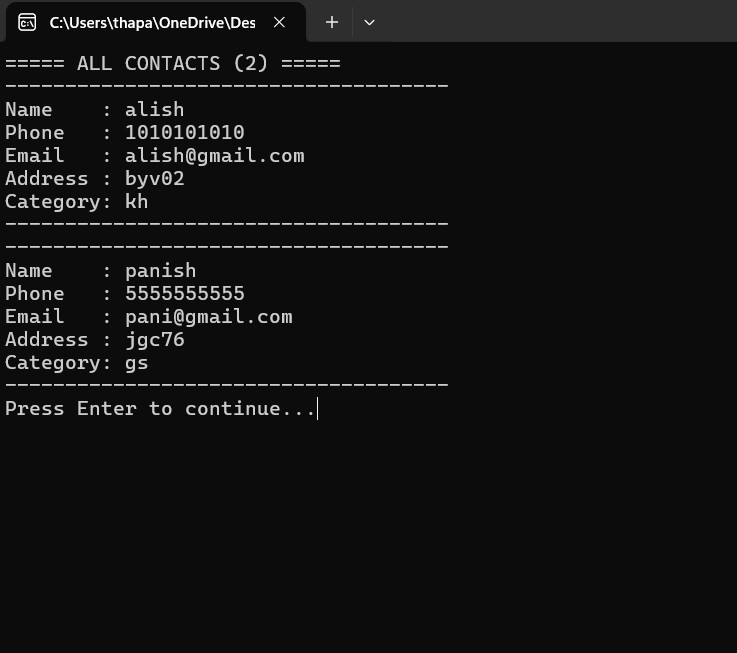 C:\Users\thapa\OneDrive\Des
===== ALL CONTACTS (2) =====
-------------------------------------
Name    : alish
Phone   : 1010101010
Email   : alish@gmail.com
Address : byv02
Category: kh
-------------------------------------
-------------------------------------
Name    : panish
Phone   : 5555555555
Email   : pani@gmail.com
Address : jgc76
Category: gs
-------------------------------------
Press Enter to continue...